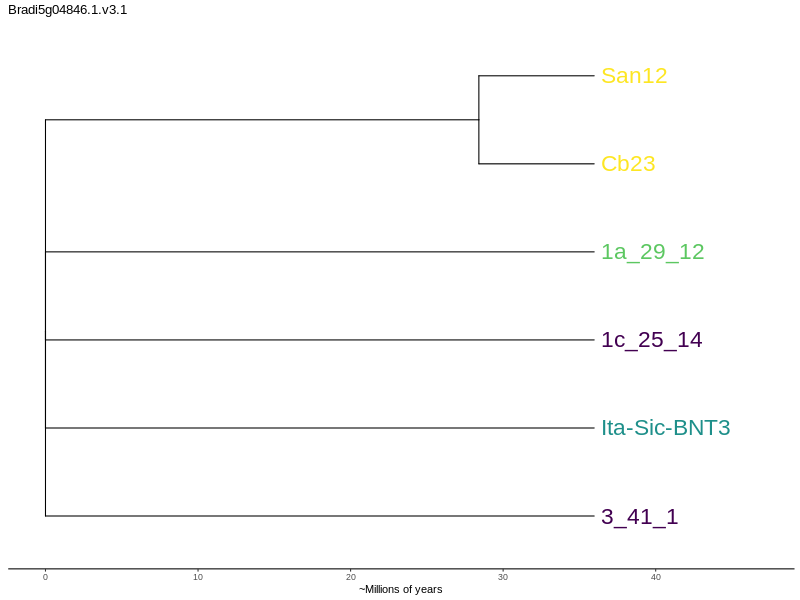 Bradi5g04846.1.v3.1
San12
Cb23
1a_29_12
1c_25_14
Ita-Sic-BNT3
3_41_1
0 10 20 30 40
~Millions of years